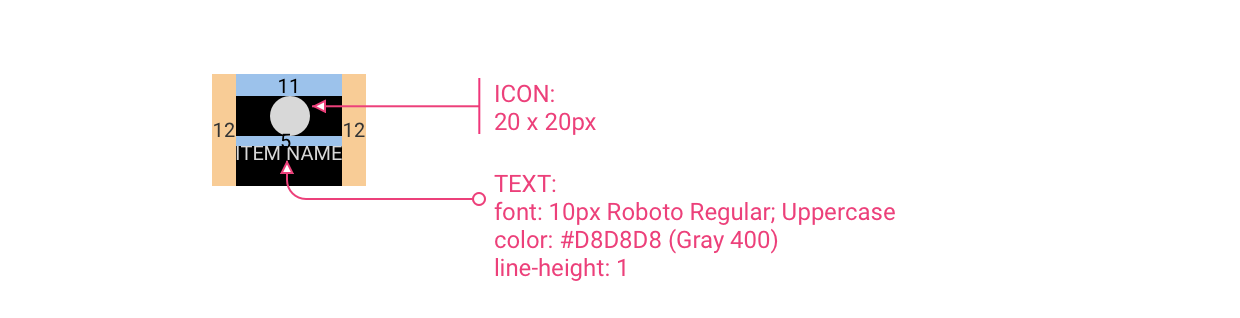 11
ICON:
20 x 20px
12
12
5
ITEM NAME
TEXT:
font: 10px Roboto Regular; Uppercase
color: #D8D8D8 (Gray 400)
line-height: 1